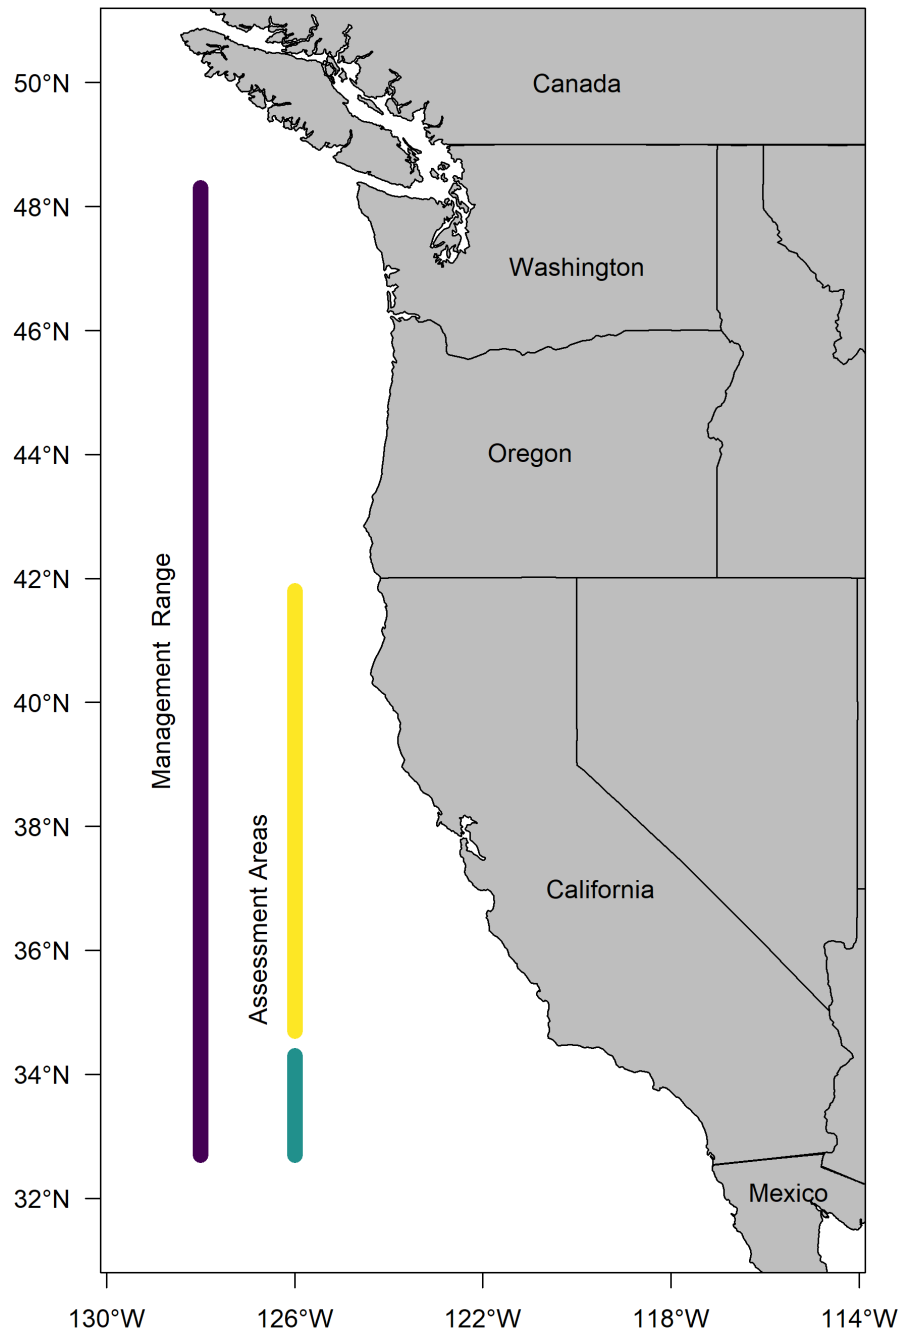 50°N
Canada
48°N
Washington
46°N
44°N
Oregon
42°N
Management Range
40°N
38°N
Assessment Areas
California
36°N
34°N
32°N
Mexico
130°W
126°W
122°W
118°W
114°W